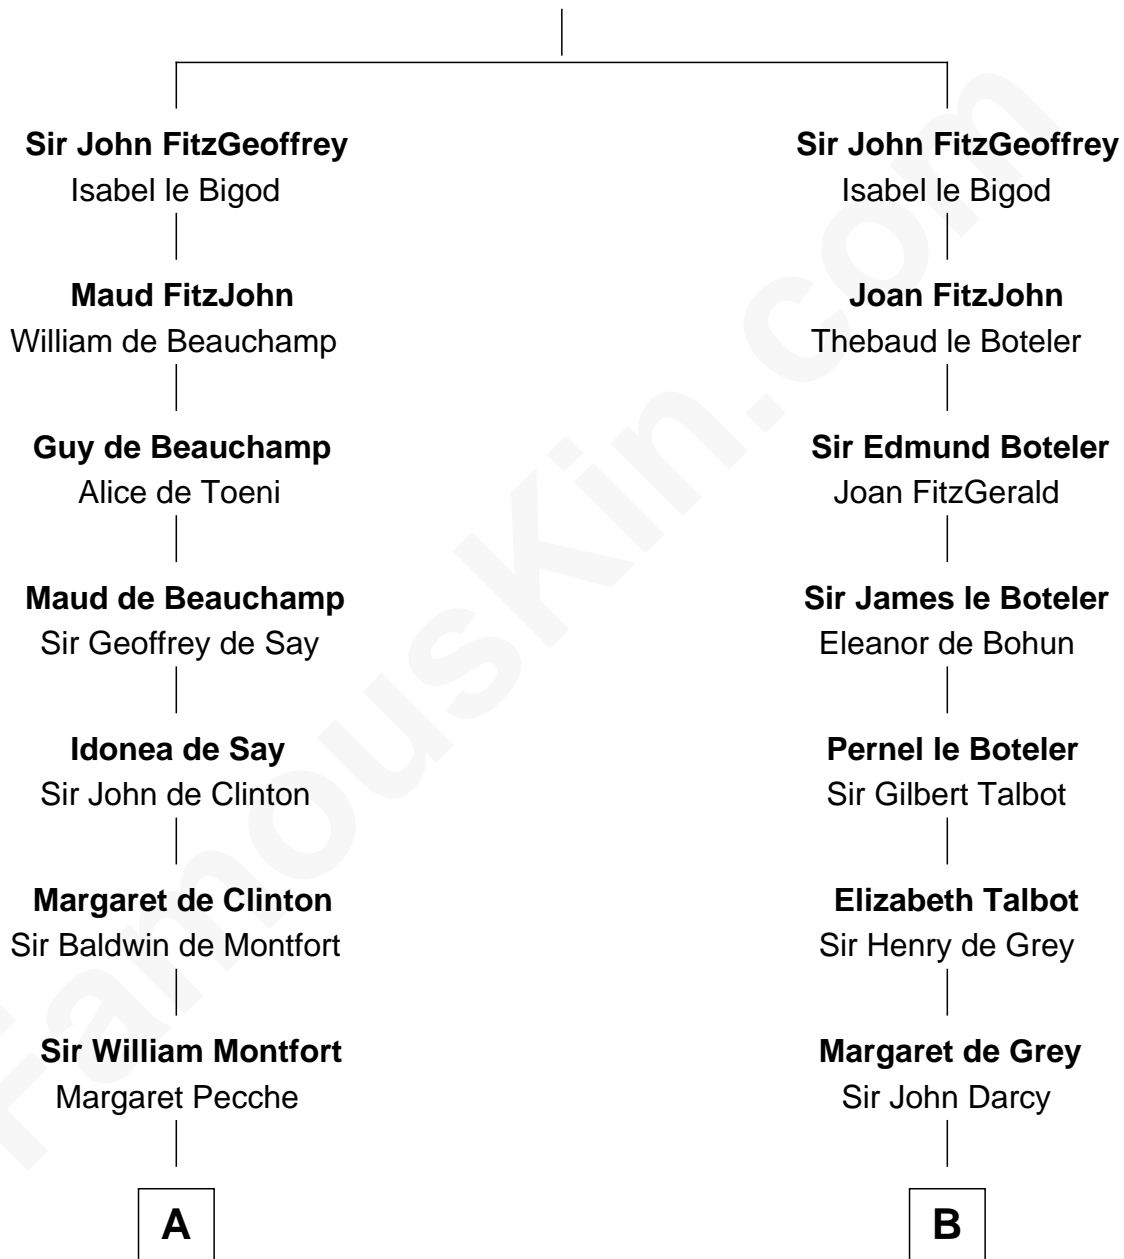 Sir John FitzGeoffrey
Isabel le Bigod
Maud FitzJohn
William de Beauchamp
Guy de Beauchamp
Alice de Toeni
Maud de Beauchamp
Sir Geoffrey de Say
Idonea de Say
Sir John de Clinton
Margaret de Clinton
Sir Baldwin de Montfort
Sir William Montfort
Margaret Pecche
A
Sir John FitzGeoffrey
Isabel le Bigod
Joan FitzJohn
Thebaud le Boteler
Sir Edmund Boteler
Joan FitzGerald
Sir James le Boteler
Eleanor de Bohun
Pernel le Boteler
Sir Gilbert Talbot
Elizabeth Talbot
Sir Henry de Grey
Margaret de Grey
Sir John Darcy
B
FamousKin.com